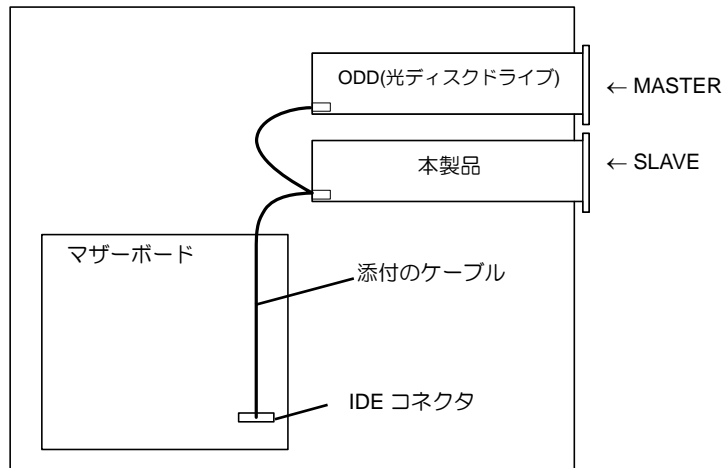 ODD(光ディスクドライブ)
← MASTER
本製品
← SLAVE
マザーボード
添付のケーブル
IDE コネクタ